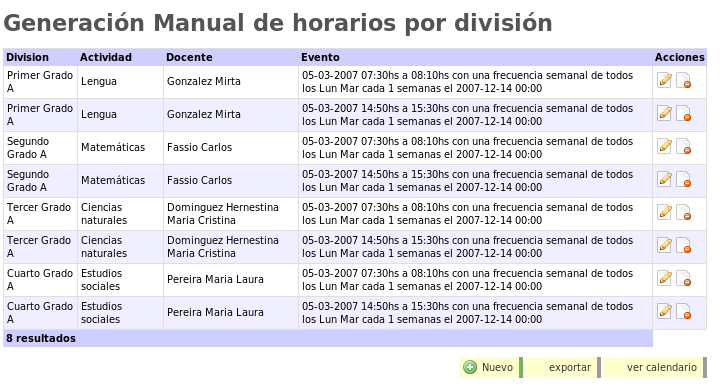 Generación Manual de horarios por división
Division Actividad Docente Evento Acciones
Primer Grado A Lengua Gonzalez Mirta 05-03-2007 07:30hs a 08:10hs con una frecuencia semanal de todos
los Lun Mar cada 1 semanas el 2007-12-14 00:00
Primer Grado A Lengua Gonzalez Mirta 05-03-2007 14:50hs a 15:30hs con una frecuencia semanal de todos
los Lun Mar cada 1 semanas el 2007-12-14 00:00
Segundo Grado A Matemáticas Fassio Carlos 05-03-2007 07:30hs a 08:10hs con una frecuencia semanal de todos
los Lun Mar cada 1 semanas el 2007-12-14 00:00
Segundo Grado A Matemáticas Fassio Carlos 05-03-2007 14:50hs a 15:30hs con una frecuencia semanal de todos
los Lun Mar cada 1 semanas el 2007-12-14 00:00
Tercer Grado A Ciencias naturales Dominguez Hernestina Maria Cristina 05-03-2007 07:30hs a 08:10hs con una frecuencia semanal de todos
los Lun Mar cada 1 semanas el 2007-12-14 00:00
Tercer Grado A Ciencias naturales Dominguez Hernestina Maria Cristina 05-03-2007 14:50hs a 15:30hs con una frecuencia semanal de todos
los Lun Mar cada 1 semanas el 2007-12-14 00:00
Cuarto Grado A Estudios sociales Pereira Maria Laura 05-03-2007 07:30hs a 08:10hs con una frecuencia semanal de todos
los Lun Mar cada 1 semanas el 2007-12-14 00:00
Cuarto Grado A Estudios sociales Pereira Maria Laura 05-03-2007 14:50hs a 15:30hs con una frecuencia semanal de todos
los Lun Mar cada 1 semanas el 2007-12-14 00:00
8 resultados
Nuevo exportar ver calendario